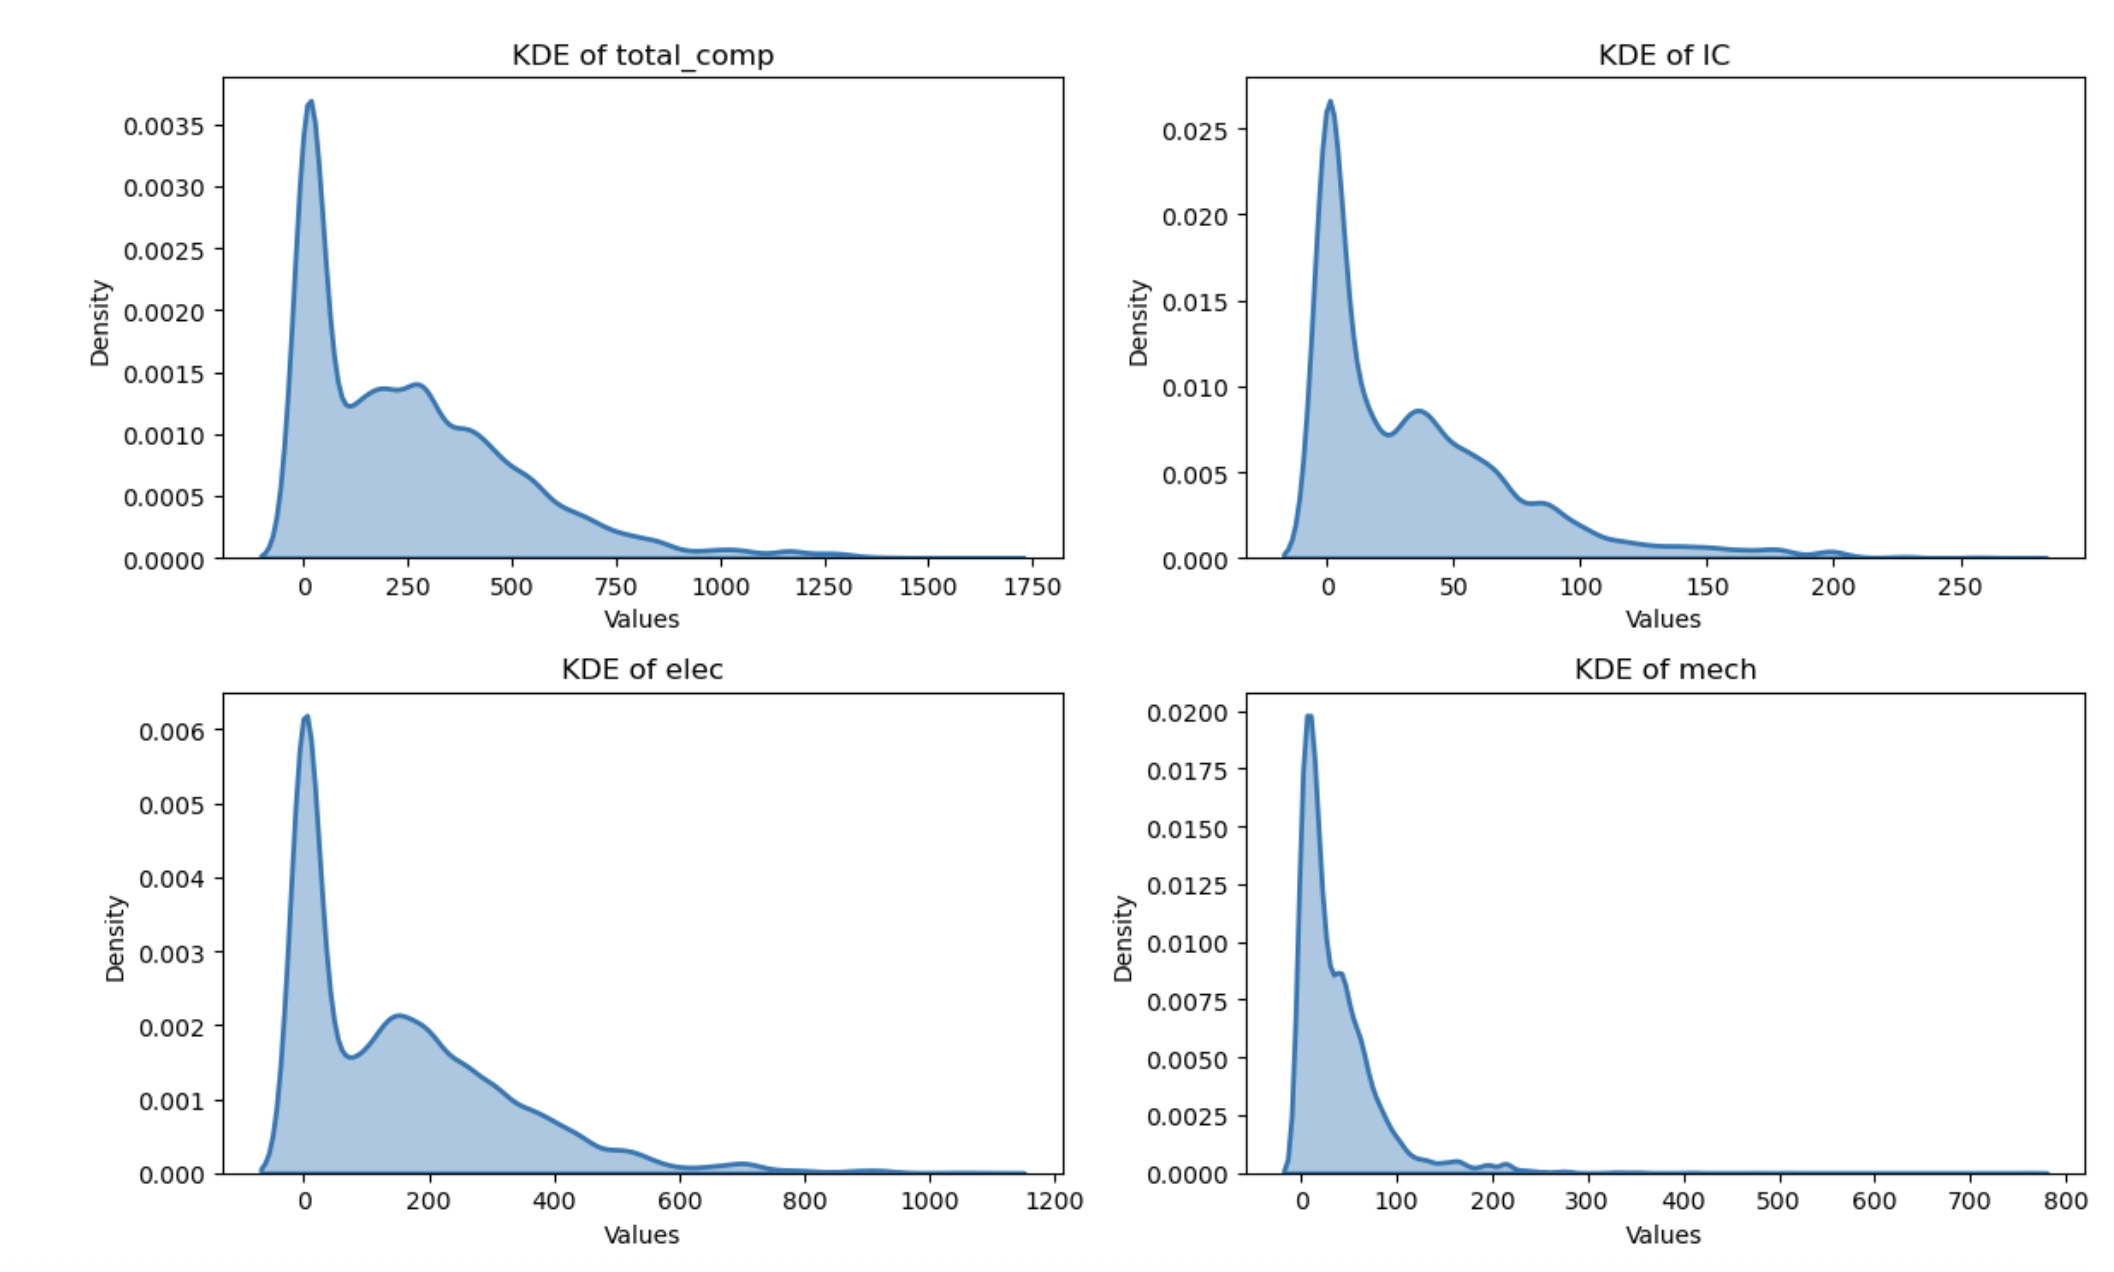 KDE of total_comp
Density
0.0035
0.0030
0.0025
0.0020
0.0015
0.0010
0.0005
0.0000
0 250 500 750 1000 1250 1500 1750
Values
KDE of IC
Density
0.025
0.020
0.015
0.010
0.005
0.000
0 50 100 150 200 250
Values
KDE of elec
Density
0.006
0.005
0.004
0.003
0.002
0.001
0.000
0 200 400 600 800 1000 1200
Values
KDE of mech
Density
0.0200
0.0175
0.0150
0.0125
0.0100
0.0075
0.0050
0.0025
0.0000
0 100 200 300 400 500 600 700 800
Values